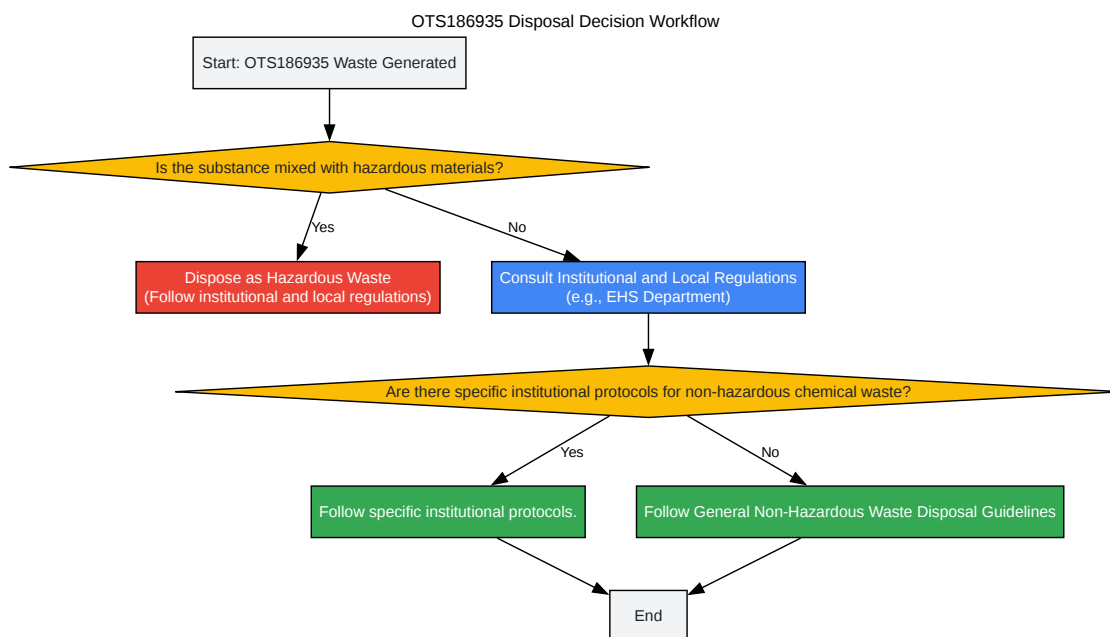 OTS186935 Disposal Decision Workflow
Start: OTS186935 Waste Generated
Is the substance mixed with hazardous materials?
Yes
No
Dispose as Hazardous Waste
(Follow institutional and local regulations)
Consult Institutional and Local Regulations
(e.g., EHS Department)
Are there specific institutional protocols for non-hazardous chemical waste?
Yes
No
Follow specific institutional protocols.
Follow General Non-Hazardous Waste Disposal Guidelines
End